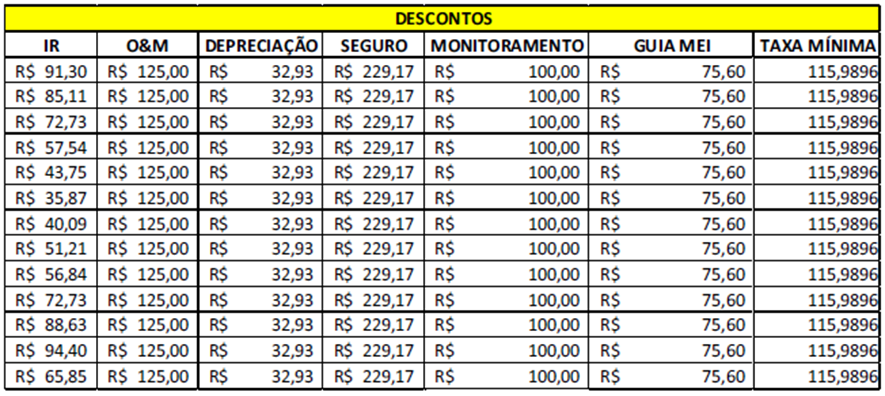 DESCONTOS
IR O&M DEPRECIAÇÃO SEGURO MONITORAMENTO GUIA MEI TAXA MÍNIMA
R$ 91,30 R$ 125,00 R$ 32,93 R$ 229,17 R$ 100,00 R$ 75,60 115,9896
R$ 85,11 R$ 125,00 R$ 32,93 R$ 229,17 R$ 100,00 R$ 75,60 115,9896
R$ 72,73 R$ 125,00 R$ 32,93 R$ 229,17 R$ 100,00 R$ 75,60 115,9896
R$ 57,54 R$ 125,00 R$ 32,93 R$ 229,17 R$ 100,00 R$ 75,60 115,9896
R$ 43,75 R$ 125,00 R$ 32,93 R$ 229,17 R$ 100,00 R$ 75,60 115,9896
R$ 35,87 R$ 125,00 R$ 32,93 R$ 229,17 R$ 100,00 R$ 75,60 115,9896
R$ 40,09 R$ 125,00 R$ 32,93 R$ 229,17 R$ 100,00 R$ 75,60 115,9896
R$ 51,21 R$ 125,00 R$ 32,93 R$ 229,17 R$ 100,00 R$ 75,60 115,9896
R$ 56,84 R$ 125,00 R$ 32,93 R$ 229,17 R$ 100,00 R$ 75,60 115,9896
R$ 72,73 R$ 125,00 R$ 32,93 R$ 229,17 R$ 100,00 R$ 75,60 115,9896
R$ 88,63 R$ 125,00 R$ 32,93 R$ 229,17 R$ 100,00 R$ 75,60 115,9896
R$ 94,40 R$ 125,00 R$ 32,93 R$ 229,17 R$ 100,00 R$ 75,60 115,9896
R$ 65,85 R$ 125,00 R$ 32,93 R$ 229,17 R$ 100,00 R$ 75,60 115,9896